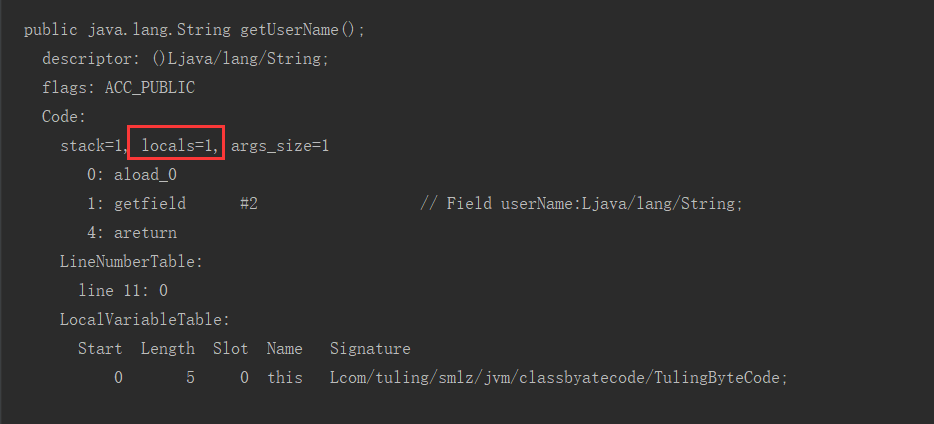 public java.lang.String getUserName();
descriptor: ()Ljava/lang/String;
flags: ACC_PUBLIC
Code:
stack=1, locals=1, args_size=1
0: aload_0
1: getfield #2 // Field userName:Ljava/lang/String;
4: areturn
LineNumberTable:
line 11: 0
LocalVariableTable:
Start Length Slot Name Signature
0 5 0 this Lcom/tuling/smlz/jvm/classbyatecode/TulingByteCode;